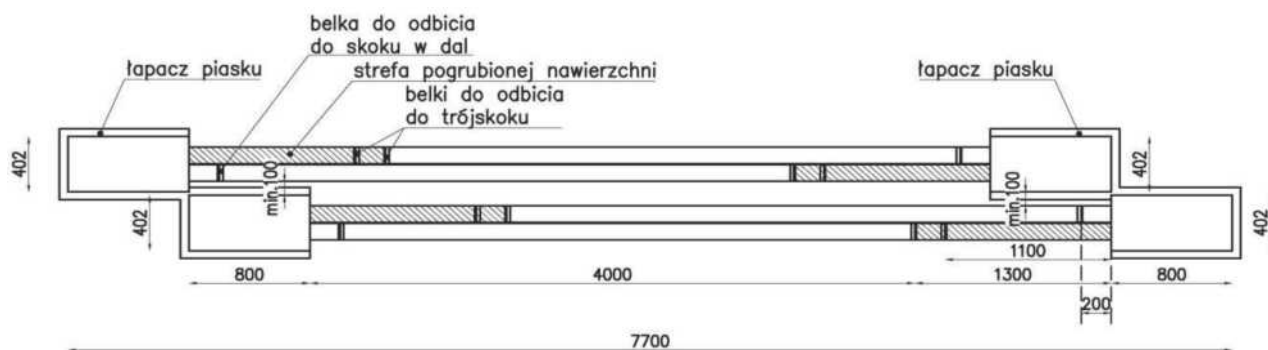 belka do odbicia
do skoku w dal
łapacz piasku
strefa pogrubionej nawierzchni
łapacz piasku
belki do odbicia
do trójskoku
402
402
min.100
min.100
402
402
1100
800
4000
1300
800
200
7700